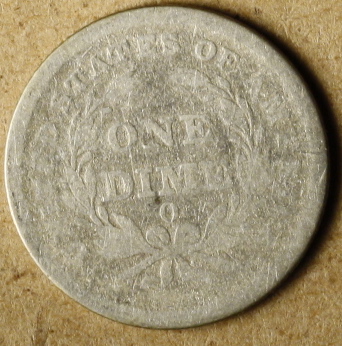 STATES OF
ONE
DIME
O